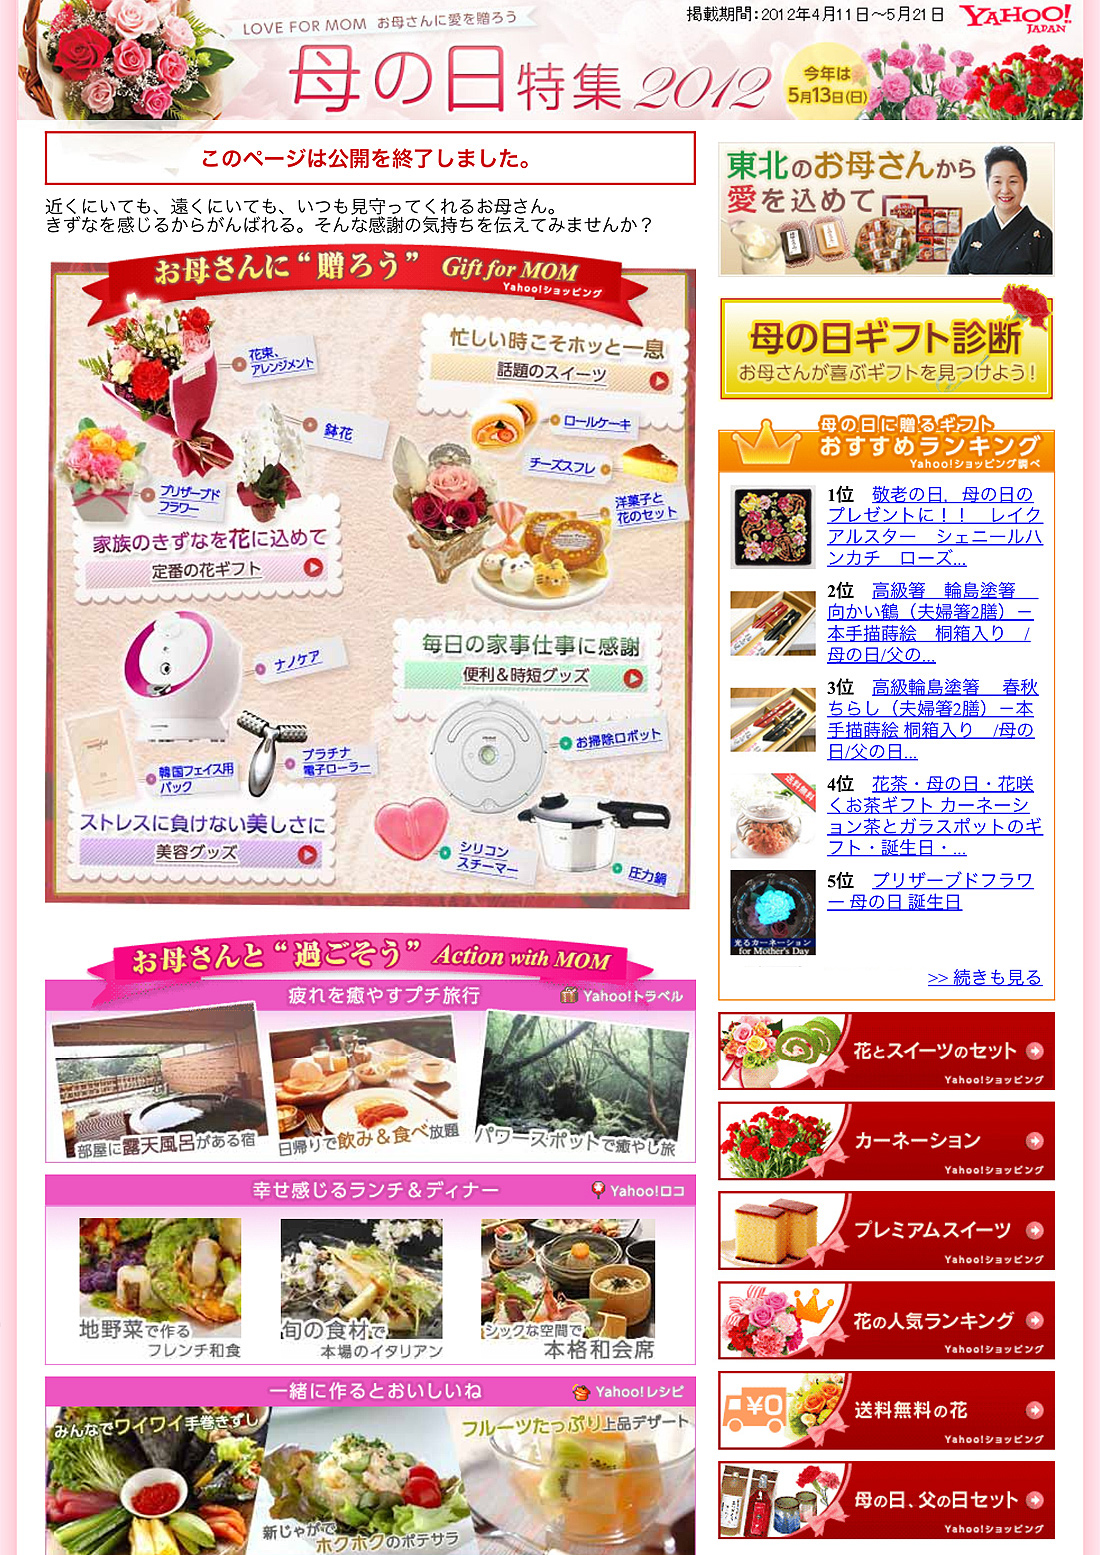 LOVE FOR MOM お母さんに愛を贈ろう
母の日特集2012
掲載期間：2012年4月11日～5月21日
YAHOO!
JAPAN
今年は
5月13日(日)
このページは公開を終了しました。
近くにいても、遠くにいても、いつも見守ってくれるお母さん。
きずなを感じるからがんばれる。そんな感謝の気持ちを伝えてみませんか？
お母さんに“贈ろう” Gift for MOM
Yahoo!ショッピング
花束、
アレンジメント
鉢花
プリザーブド
フラワー
家族のきずなを花に込めて
定番の花ギフト
忙しい時こそホッと一息
話題のスイーツ
ロールケーキ
チーズスフレ
洋菓子と
花のセット
ナノケア
プラチナ
電子ローラー
韓国フェイス用
パック
ストレスに負けない美しさに
美容グッズ
毎日の家事仕事に感謝
便利＆時短グッズ
お掃除ロボット
シリコン
スチーマー
圧力鍋
お母さんと“過ごそう” Action with MOM
疲れを癒やすプチ旅行
Yahoo!トラベル
部屋に露天風呂がある宿
日帰りで飲み＆食べ放題
パワースポットで癒やし旅
幸せ感じるランチ＆ディナー
Yahoo!ロコ
地野菜で作る
フレンチ和食
旬の食材で
本場のイタリアン
シックな空間で
本格和会席
一緒に作るとおいしいね
Yahoo!レシピ
みんなでワイワイ手巻きずし
新じゃがで
ホクホクのポテサラ
フルーツたっぷり上品デザート
東北のお母さんから
愛を込めて
母の日ギフト診断
お母さんが喜ぶギフトを見つけよう！
母の日に贈るギフト
おすすめランキング
Yahoo!ショッピング調べ
1位 敬老の日、母の日の
プレゼントに！！ レイク
アルスター シェニールハ
ンカチ ローズ...
2位 高級箸 輪島塗箸
向かい鶴（夫婦箸2膳）－
本手描蒔絵 桐箱入り /
母の日/父の...
3位 高級輪島塗箸 春秋
ちらし（夫婦箸2膳）－本
手描蒔絵 桐箱入り /母の
日/父の日...
送料無料
4位 花茶・母の日・花咲
くお茶ギフト カーネーシ
ョン茶とガラスポットのギ
フト・誕生日・...
5位 プリザーブドフラワ
ー 母の日 誕生日
光るカーネーション
for Mother's Day
>> 続きも見る
花とスイーツのセット
Yahoo!ショッピング
カーネーション
Yahoo!ショッピング
プレミアムスイーツ
Yahoo!ショッピング
花の人気ランキング
Yahoo!ショッピング
¥0
送料無料の花
Yahoo!ショッピング
母の日、父の日セット
Yahoo!ショッピング